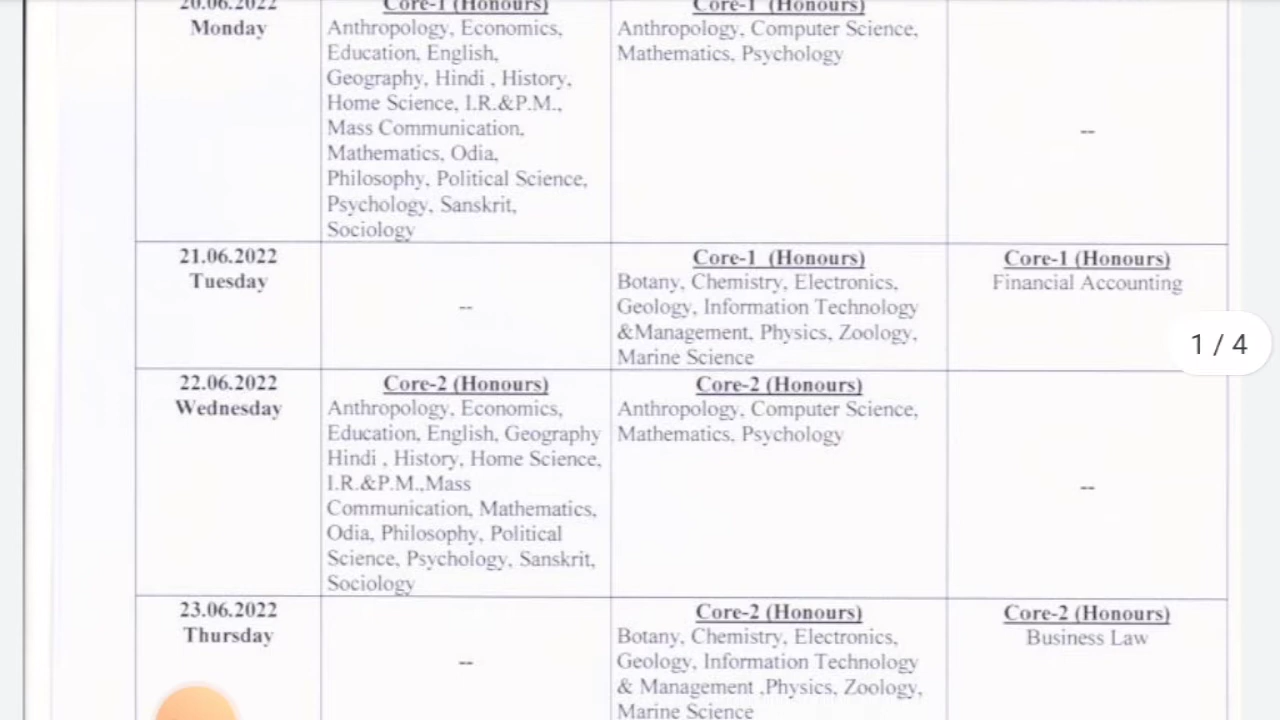 20.06.2022
Monday
Core-1 (Honours)
Anthropology, Economics,
Education, English,
Geography, Hindi , History,
Home Science, I.R.&P.M.,
Mass Communication,
Mathematics, Odia,
Philosophy, Political Science,
Psychology, Sanskrit,
Sociology
Core-1 (Honours)
Anthropology, Computer Science,
Mathematics, Psychology
--
21.06.2022
Tuesday
--
Core-1 (Honours)
Botany, Chemistry, Electronics,
Geology, Information Technology
&Management, Physics, Zoology,
Marine Science
Core-1 (Honours)
Financial Accounting
1 / 4
22.06.2022
Wednesday
Core-2 (Honours)
Anthropology, Economics,
Education, English, Geography
Hindi , History, Home Science,
I.R.&P.M.,Mass
Communication, Mathematics,
Odia, Philosophy, Political
Science, Psychology, Sanskrit,
Sociology
Core-2 (Honours)
Anthropology, Computer Science,
Mathematics, Psychology
--
23.06.2022
Thursday
--
Core-2 (Honours)
Botany, Chemistry, Electronics,
Geology, Information Technology
& Management ,Physics, Zoology,
Marine Science
Core-2 (Honours)
Business Law